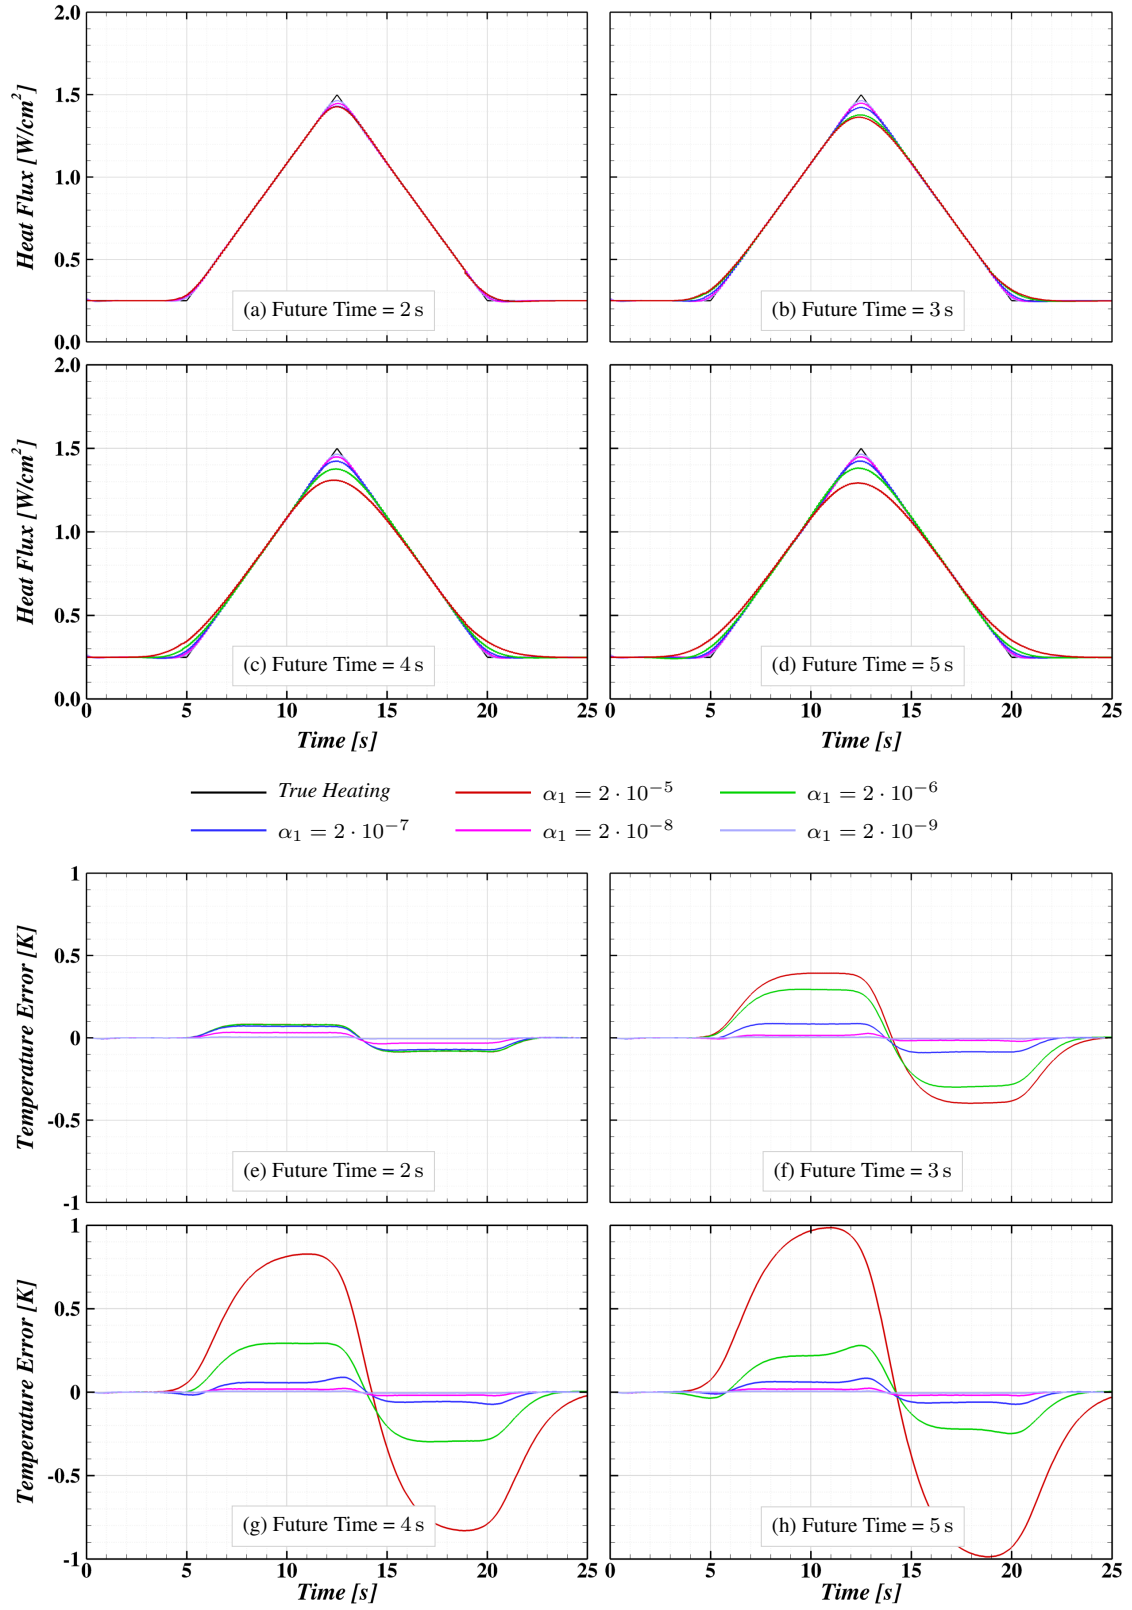 2.0
1.5
1.0
0.5
0.0
Heat Flux [W/cm²]
(a) Future Time = 2 s
(b) Future Time = 3 s
2.0
1.5
1.0
0.5
0.0
Heat Flux [W/cm²]
(c) Future Time = 4 s
(d) Future Time = 5 s
0 5 10 15 20 25
5 10 15 20 25
Time [s]
Time [s]
True Heating
α₁ = 2 · 10⁻⁵
α₁ = 2 · 10⁻⁶
α₁ = 2 · 10⁻⁷
α₁ = 2 · 10⁻⁸
α₁ = 2 · 10⁻⁹
1
0.5
0
-0.5
-1
Temperature Error [K]
(e) Future Time = 2 s
(f) Future Time = 3 s
1
0.5
0
-0.5
-1
Temperature Error [K]
(g) Future Time = 4 s
(h) Future Time = 5 s
0 5 10 15 20 25
0 5 10 15 20 25
Time [s]
Time [s]